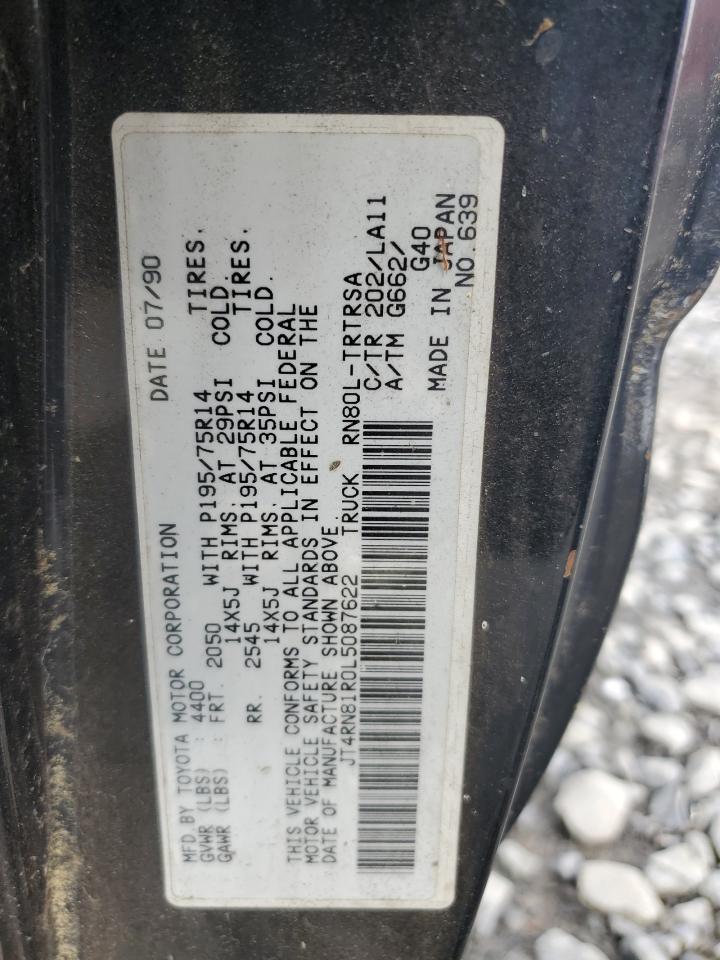 MFD. BY TOYOTA MOTOR CORPORATION DATE 07/90
GVWR (LBS) : 4400
GAWR (LBS) : FRT. 2050 WITH P195/75R14 TIRES.
14X5J RIMS. AT 29PSI COLD.
RR. 2545 WITH P195/75R14 TIRES.
14X5J RIMS. AT 35PSI COLD.
THIS VEHICLE CONFORMS TO ALL APPLICABLE FEDERAL
MOTOR VEHICLE SAFETY STANDARDS IN EFFECT ON THE
DATE OF MANUFACTURE SHOWN ABOVE.
JT4RN81R0L5087622 TRUCK RN80L-TRTRSA
C/TR 202/LA11
A/TM G662/
G40
MADE IN JAPAN
NO.639